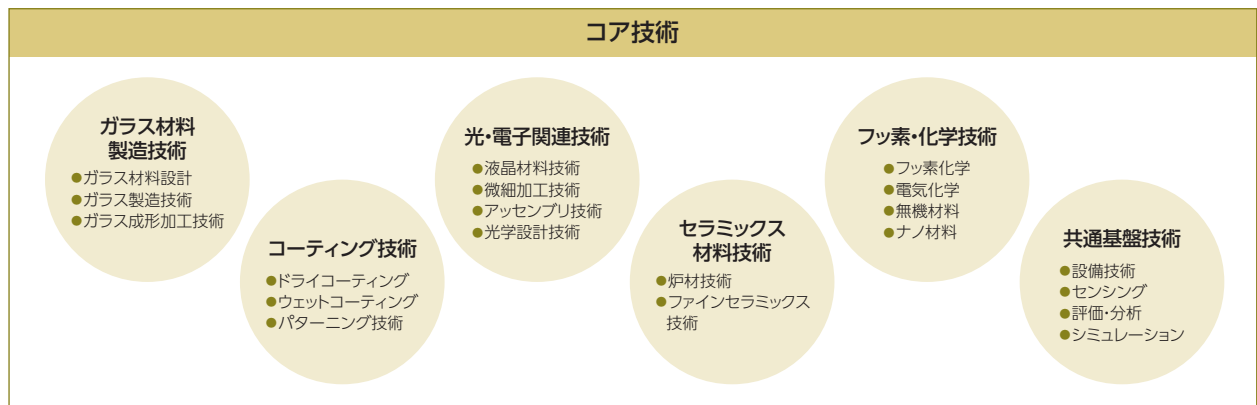 コア技術
ガラス材料
製造技術
●ガラス材料設計
●ガラス製造技術
●ガラス成形加工技術
コーティング技術
●ドライコーティング
●ウェットコーティング
●パターニング技術
光・電子関連技術
●液晶材料技術
●微細加工技術
●アッセンブリ技術
●光学設計技術
セラミックス
材料技術
●炉材技術
●ファインセラミックス
技術
フッ素・化学技術
●フッ素化学
●電気化学
●無機材料
●ナノ材料
共通基盤技術
●設備技術
●センシング
●評価・分析
●シミュレーション